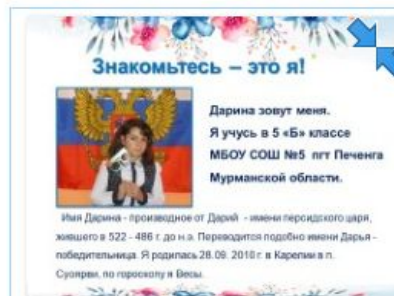 Знакомьтесь – это я!
Дарина зовут меня.
Я учусь в 5 «Б» классе
МБОУ СОШ №5 пгт Печенга
Мурманской области.
Имя Дарина - производное от Дарий - имени персидского царя,
жившего в 522 - 486 г. до н.э. Переводится подобно имени Дарья -
победительница. Я родилась 28.09. 2010 г. в Карелии в п.
Суоярви, по гороскопу я Весы.